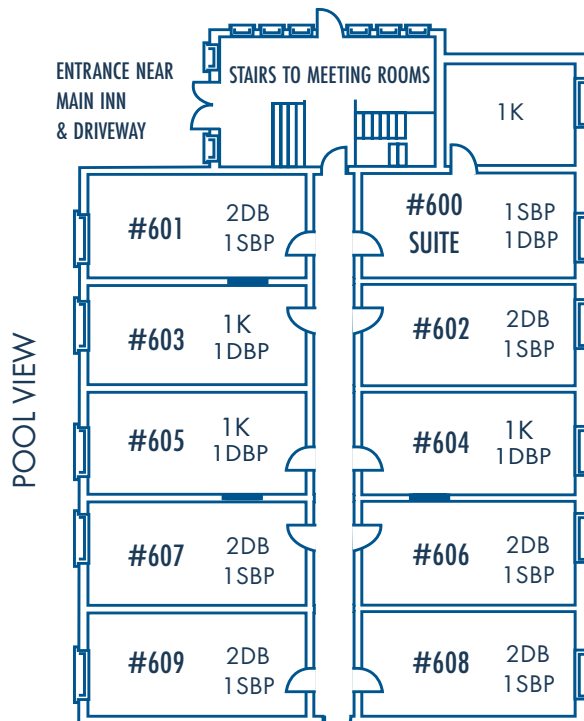 ENTRANCE NEAR
MAIN INN
& DRIVEWAY
STAIRS TO MEETING ROOMS
1K
#601
2DB
1SBP
#600
SUITE
1SBP
1DBP
#603
1K
1DBP
#602
2DB
1SBP
POOL VIEW
#605
1K
1DBP
#604
1K
1DBP
#607
2DB
1SBP
#606
2DB
1SBP
#609
2DB
1SBP
#608
2DB
1SBP